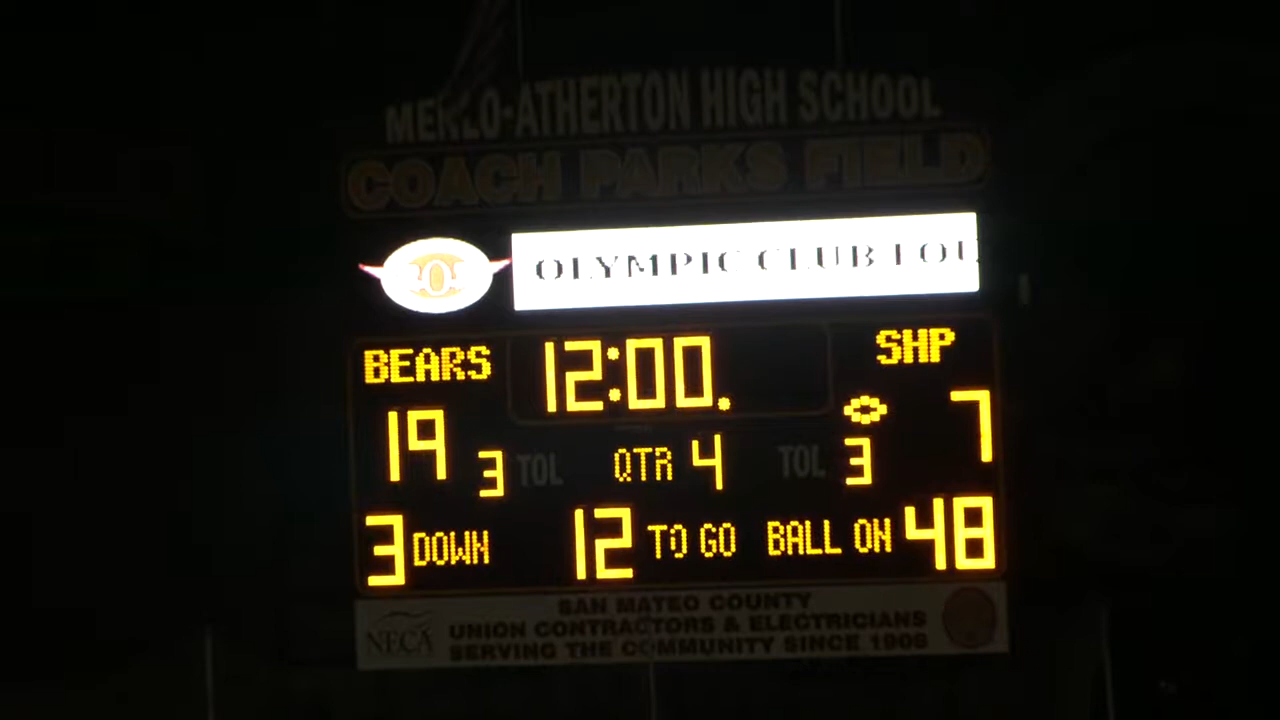 MENLO-ATHERTON HIGH SCHOOL
COACH PARKS FIELD
OLYMPIC CLUB LOU
BEARS 12:00. SHP
19 7
3 TOL QTR 4 TOL 3
3 DOWN 12 TO GO BALL ON 48
NECA
SAN MATEO COUNTY
UNION CONTRACTORS & ELECTRICIANS
SERVING THE COMMUNITY SINCE 1908